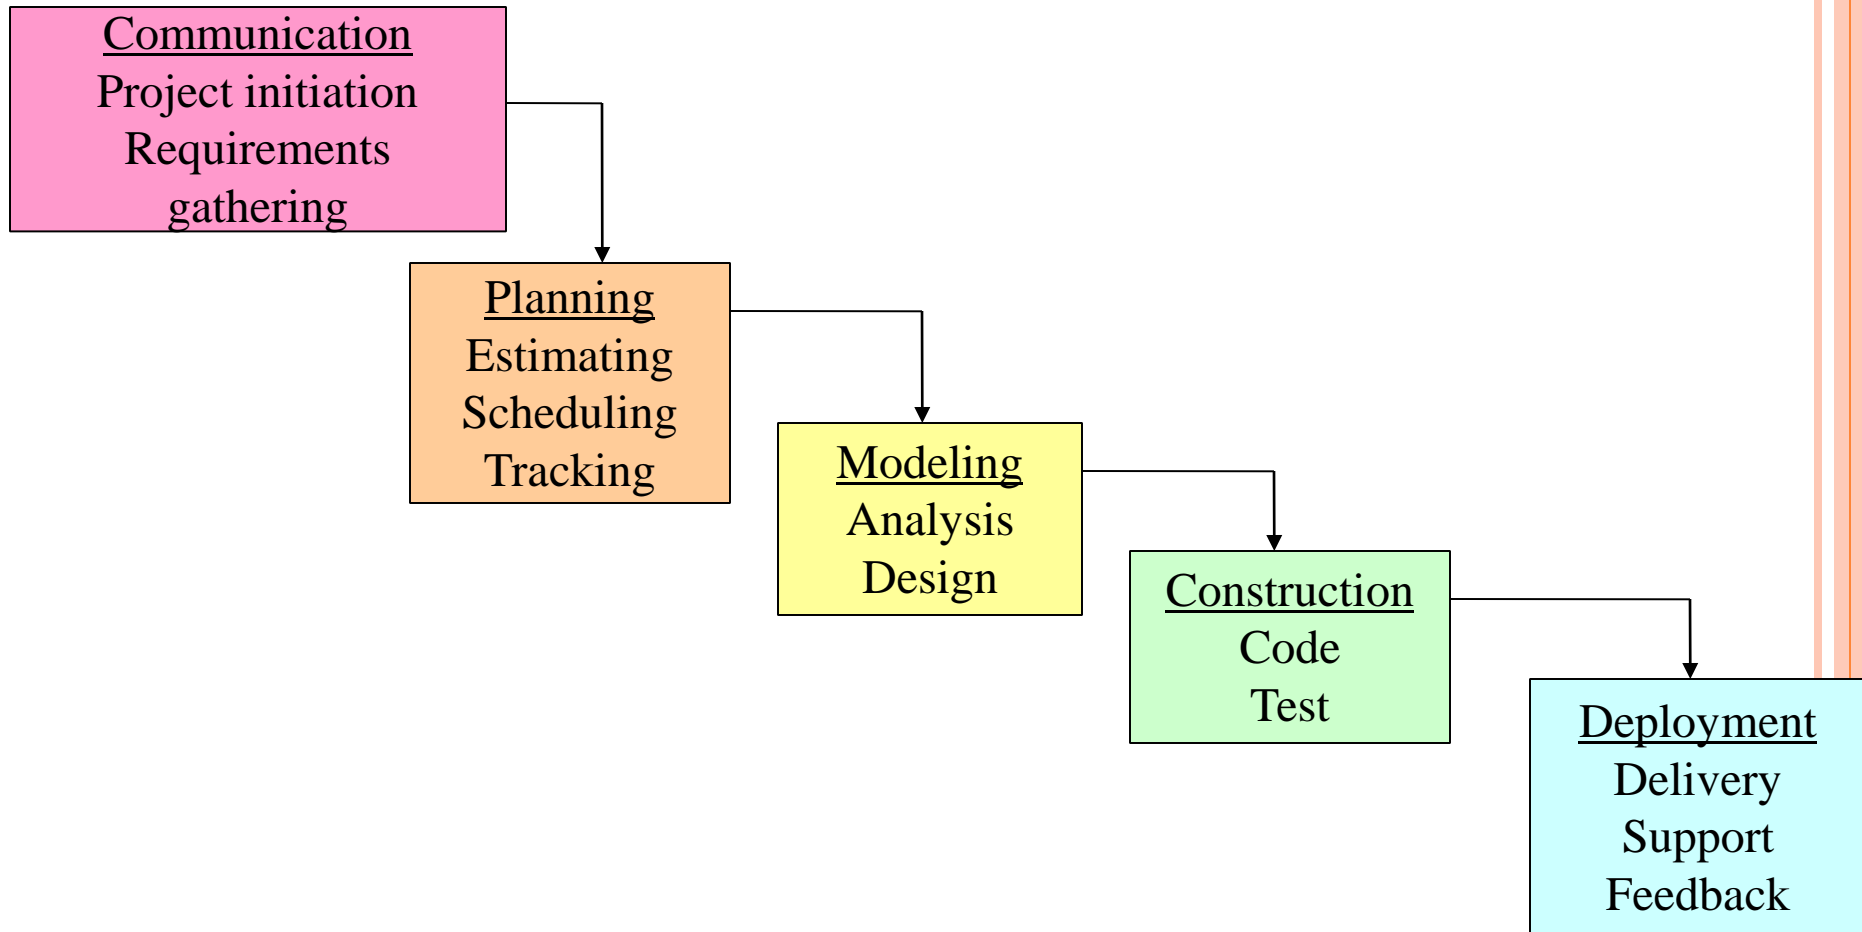 Communication
Project initiation
Requirements
gathering
Planning
Estimating
Scheduling
Tracking
Modeling
Analysis
Design
Construction
Code
Test
Deployment
Delivery
Support
Feedback